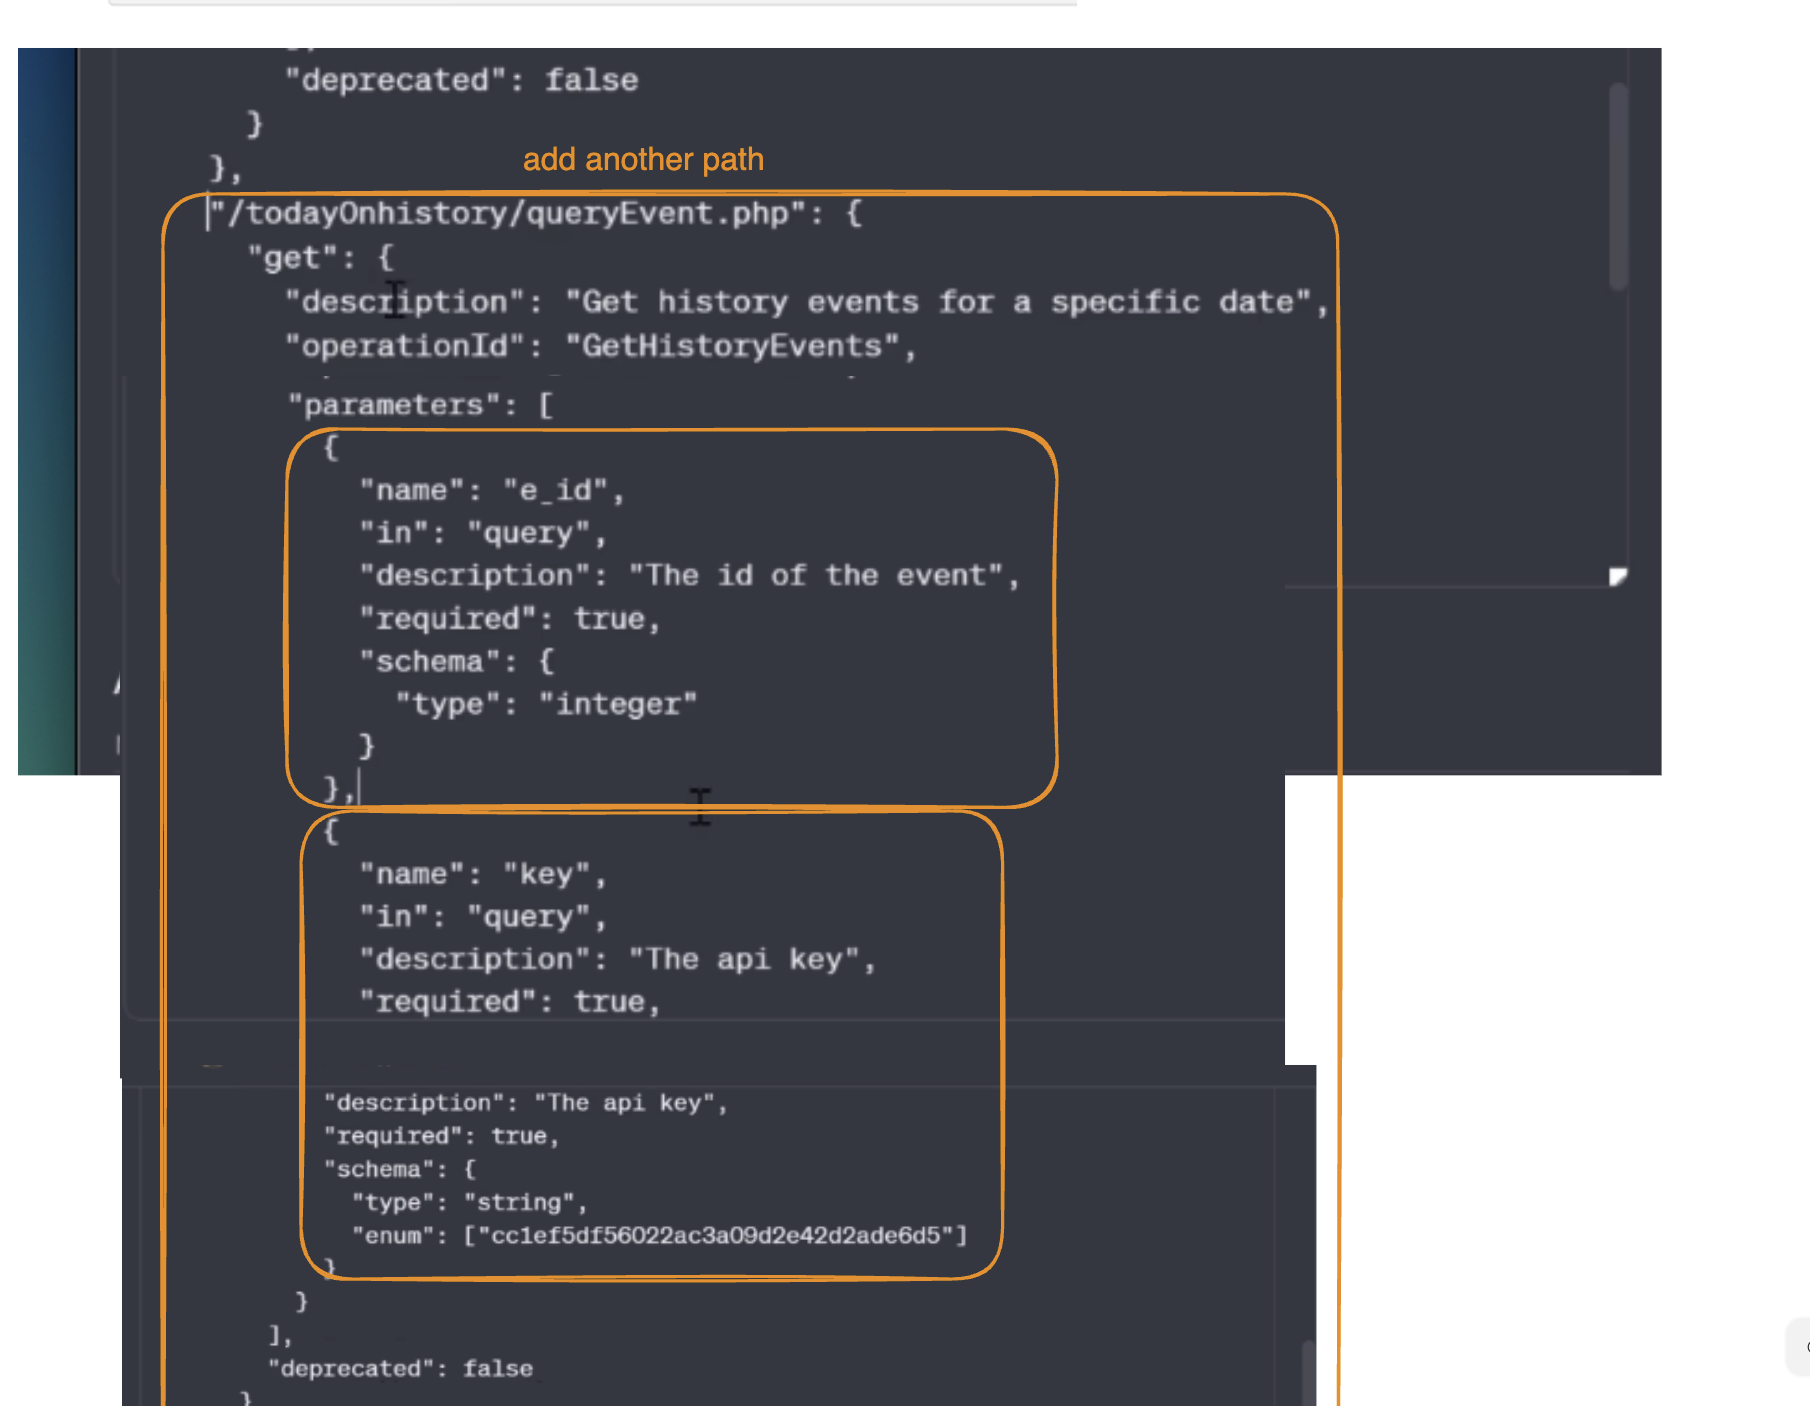 "deprecated": false
}
},
add another path
"/todayOnhistory/queryEvent.php": {
"get": {
"description": "Get history events for a specific date",
"operationId": "GetHistoryEvents",
"parameters": [
{
"name": "e_id",
"in": "query",
"description": "The id of the event",
"required": true,
"schema": {
"type": "integer"
}
},
{
"name": "key",
"in": "query",
"description": "The api key",
"required": true,
"description": "The api key",
"required": true,
"schema": {
"type": "string",
"enum": ["cc1ef5df56022ac3a09d2e42d2ade6d5"]
}
}
],
"deprecated": false
}